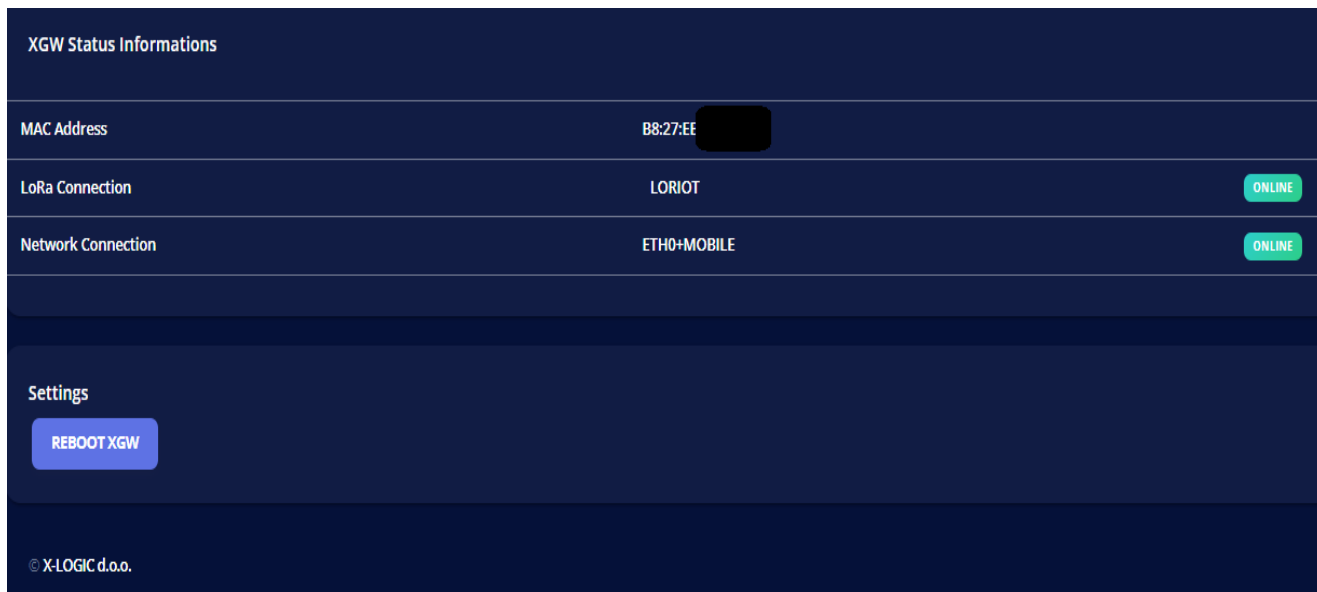 XGW Status Informations
MAC Address B8:27:EB
LoRa Connection LORIOT ONLINE
Network Connection ETH0+MOBILE ONLINE
Settings
REBOOT XGW
© X-LOGIC d.o.o.